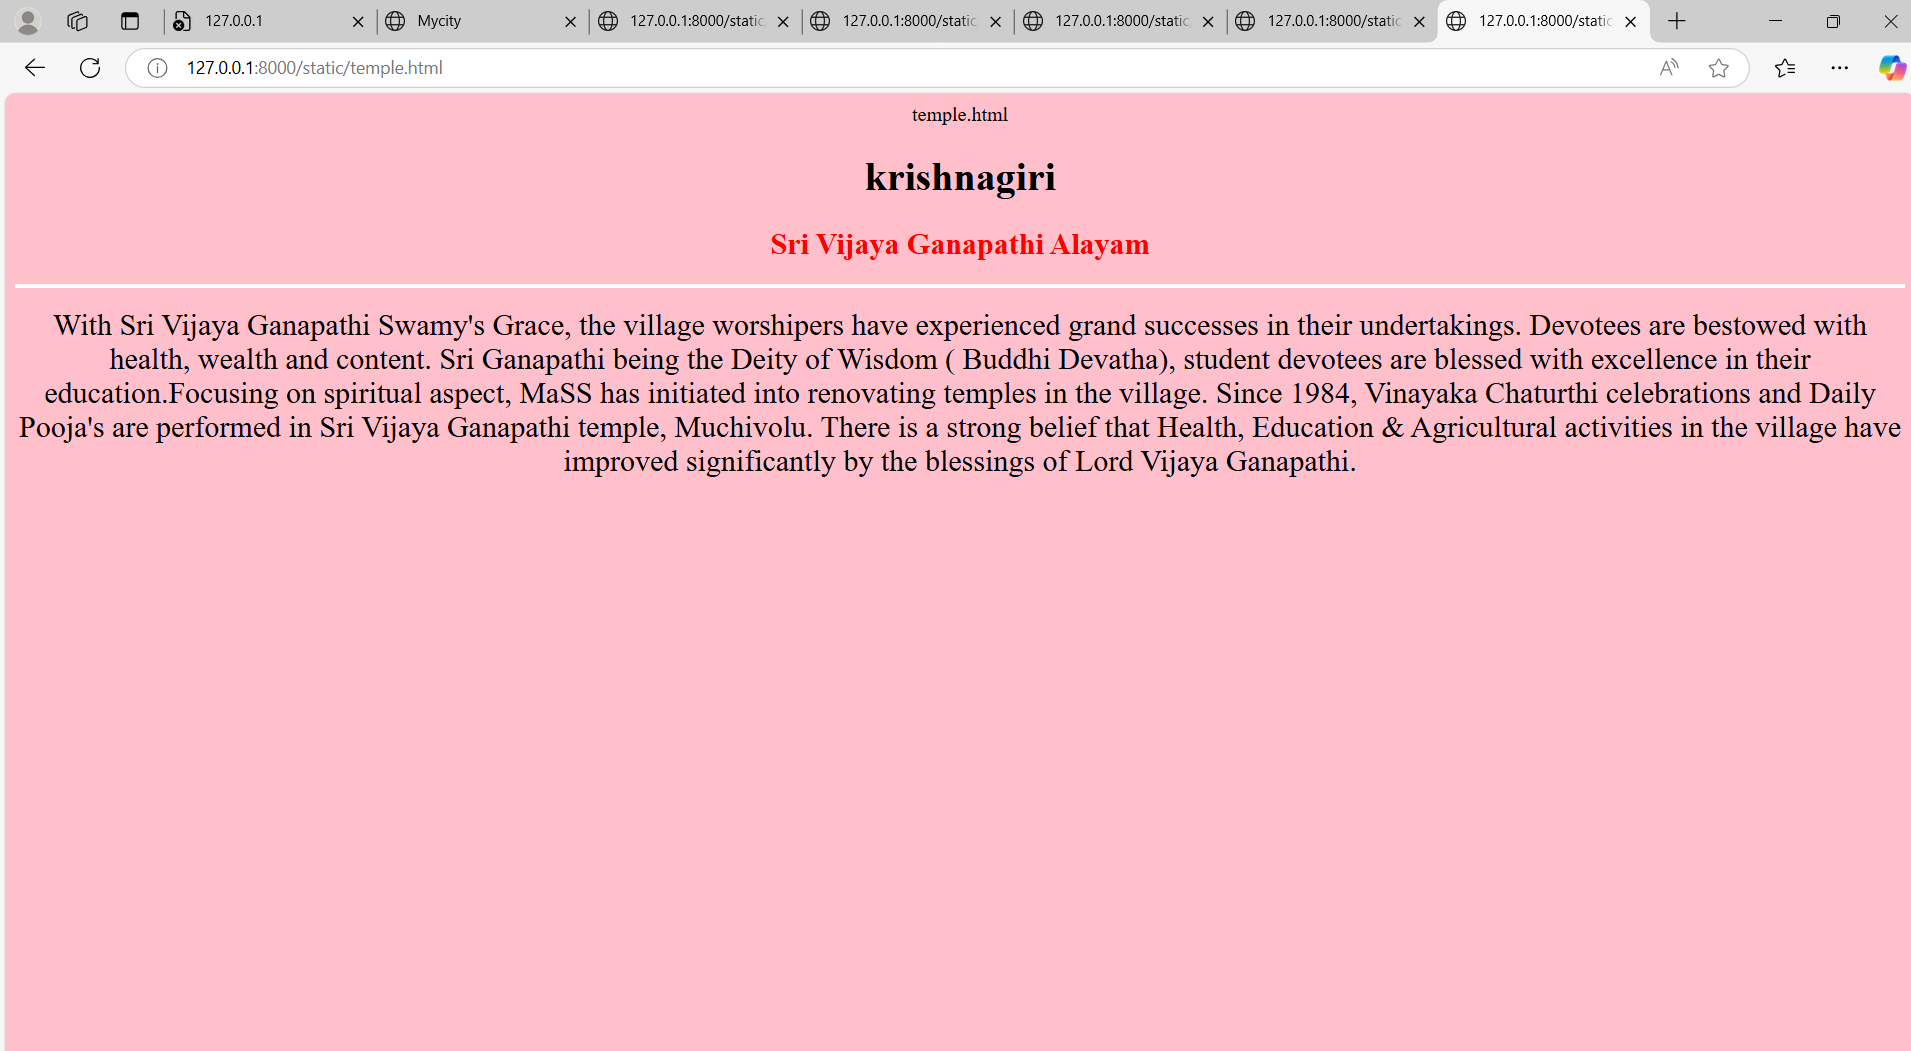 127.0.0.1
Mycity
127.0.0.1:8000/static
127.0.0.1:8000/static
127.0.0.1:8000/static
127.0.0.1:8000/static
127.0.0.1:8000/static
127.0.0.1:8000/static/temple.html
temple.html
krishnagiri
Sri Vijaya Ganapathi Alayam
With Sri Vijaya Ganapathi Swamy's Grace, the village worshipers have experienced grand successes in their undertakings. Devotees are bestowed with
health, wealth and content. Sri Ganapathi being the Deity of Wisdom ( Buddhi Devatha), student devotees are blessed with excellence in their
education.Focusing on spiritual aspect, MaSS has initiated into renovating temples in the village. Since 1984, Vinayaka Chaturthi celebrations and Daily
Pooja's are performed in Sri Vijaya Ganapathi temple, Muchivolu. There is a strong belief that Health, Education & Agricultural activities in the village have
improved significantly by the blessings of Lord Vijaya Ganapathi.